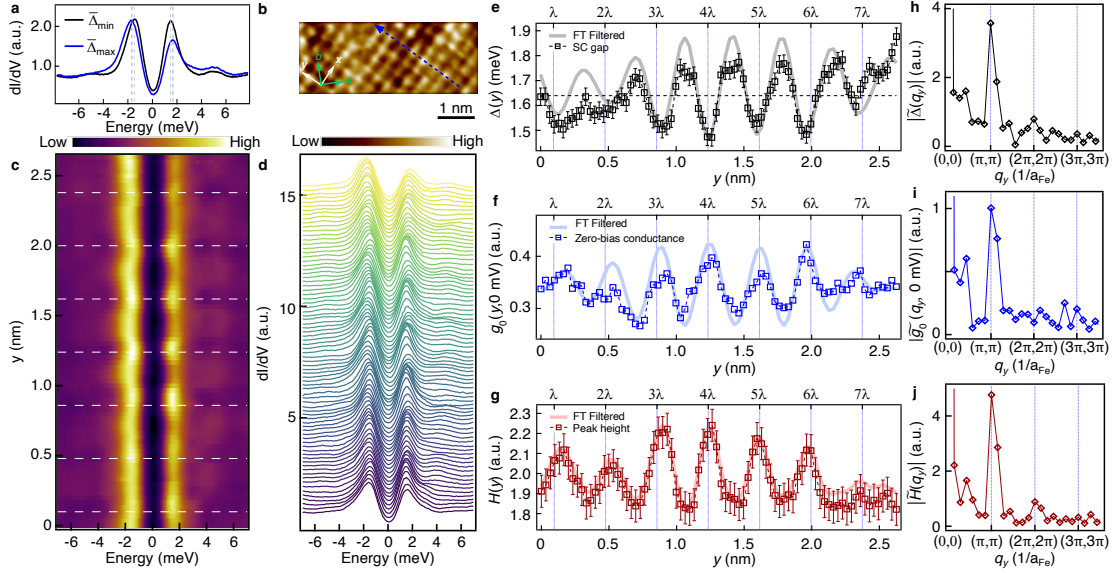 a
Δ̅min
Δ̅max
dI/dV (a.u.)
2.0
1.0
-6 -4 -2 0 2 4 6
Energy (meV)
b
y
x
b
a
1 nm
Low High
c
y (nm)
2.5
2.0
1.5
1.0
0.5
0
-6 -4 -2 0 2 4 6
Energy (meV)
Low High
d
dI/dV (a.u.)
15
10
5
-6 -4 -2 0 2 4 6
Energy (meV)
e
λ 2λ 3λ 4λ 5λ 6λ 7λ
FT Filtered
SC gap
Δ(y) (meV)
1.9
1.8
1.7
1.6
1.5
0 0.5 1.0 1.5 2.0 2.5
y (nm)
f
λ 2λ 3λ 4λ 5λ 6λ 7λ
FT Filtered
Zero-bias conductance
g₀(y,0 mV) (a.u.)
0.4
0.3
0 0.5 1.0 1.5 2.0 2.5
y (nm)
g
λ 2λ 3λ 4λ 5λ 6λ 7λ
FT Filtered
Peak height
H(y) (a.u.)
2.3
2.2
2.1
2.0
1.9
1.8
0 0.5 1.0 1.5 2.0 2.5
y (nm)
h
|Δ̃(qy)| (a.u.)
4
2
0
(0,0) (π,π) (2π,2π) (3π,3π)
qy (1/aFe)
i
|g̃₀(qy, 0 mV)| (a.u.)
1
0
(0,0) (π,π) (2π,2π) (3π,3π)
qy (1/aFe)
j
|H̃(qy)| (a.u.)
4
2
0
(0,0) (π,π) (2π,2π) (3π,3π)
qy (1/aFe)